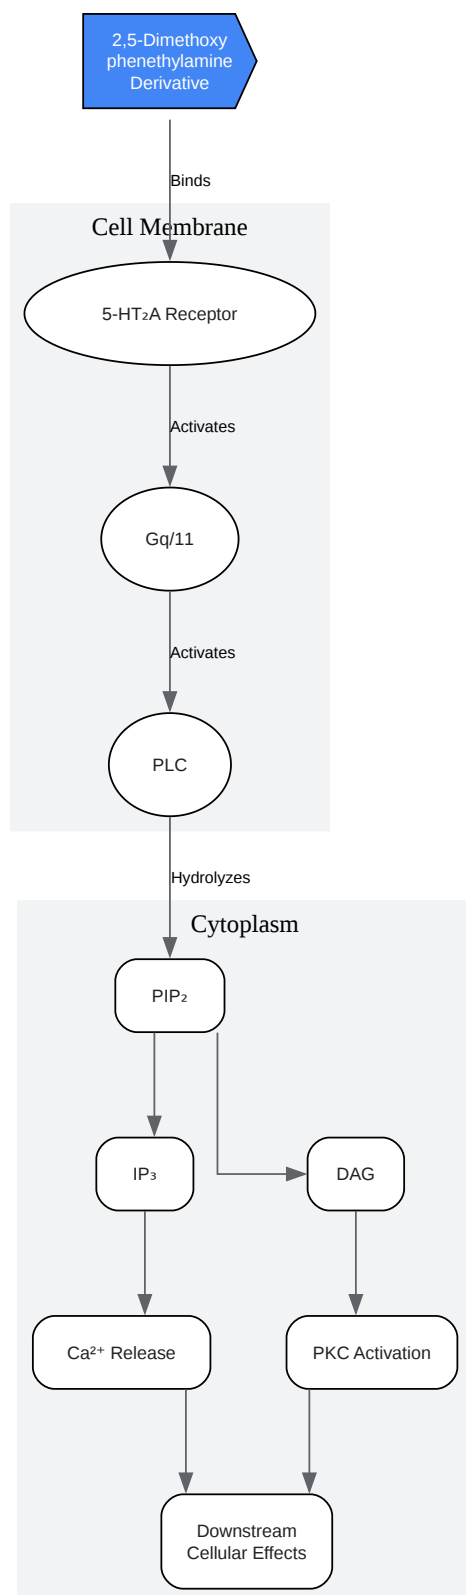 2,5-Dimethoxy
phenethylamine
Derivative
Binds
Cell Membrane
5-HT₂A Receptor
Activates
Gq/11
Activates
PLC
Hydrolyzes
Cytoplasm
PIP₂
IP₃
DAG
Ca²⁺ Release
PKC Activation
Downstream
Cellular Effects